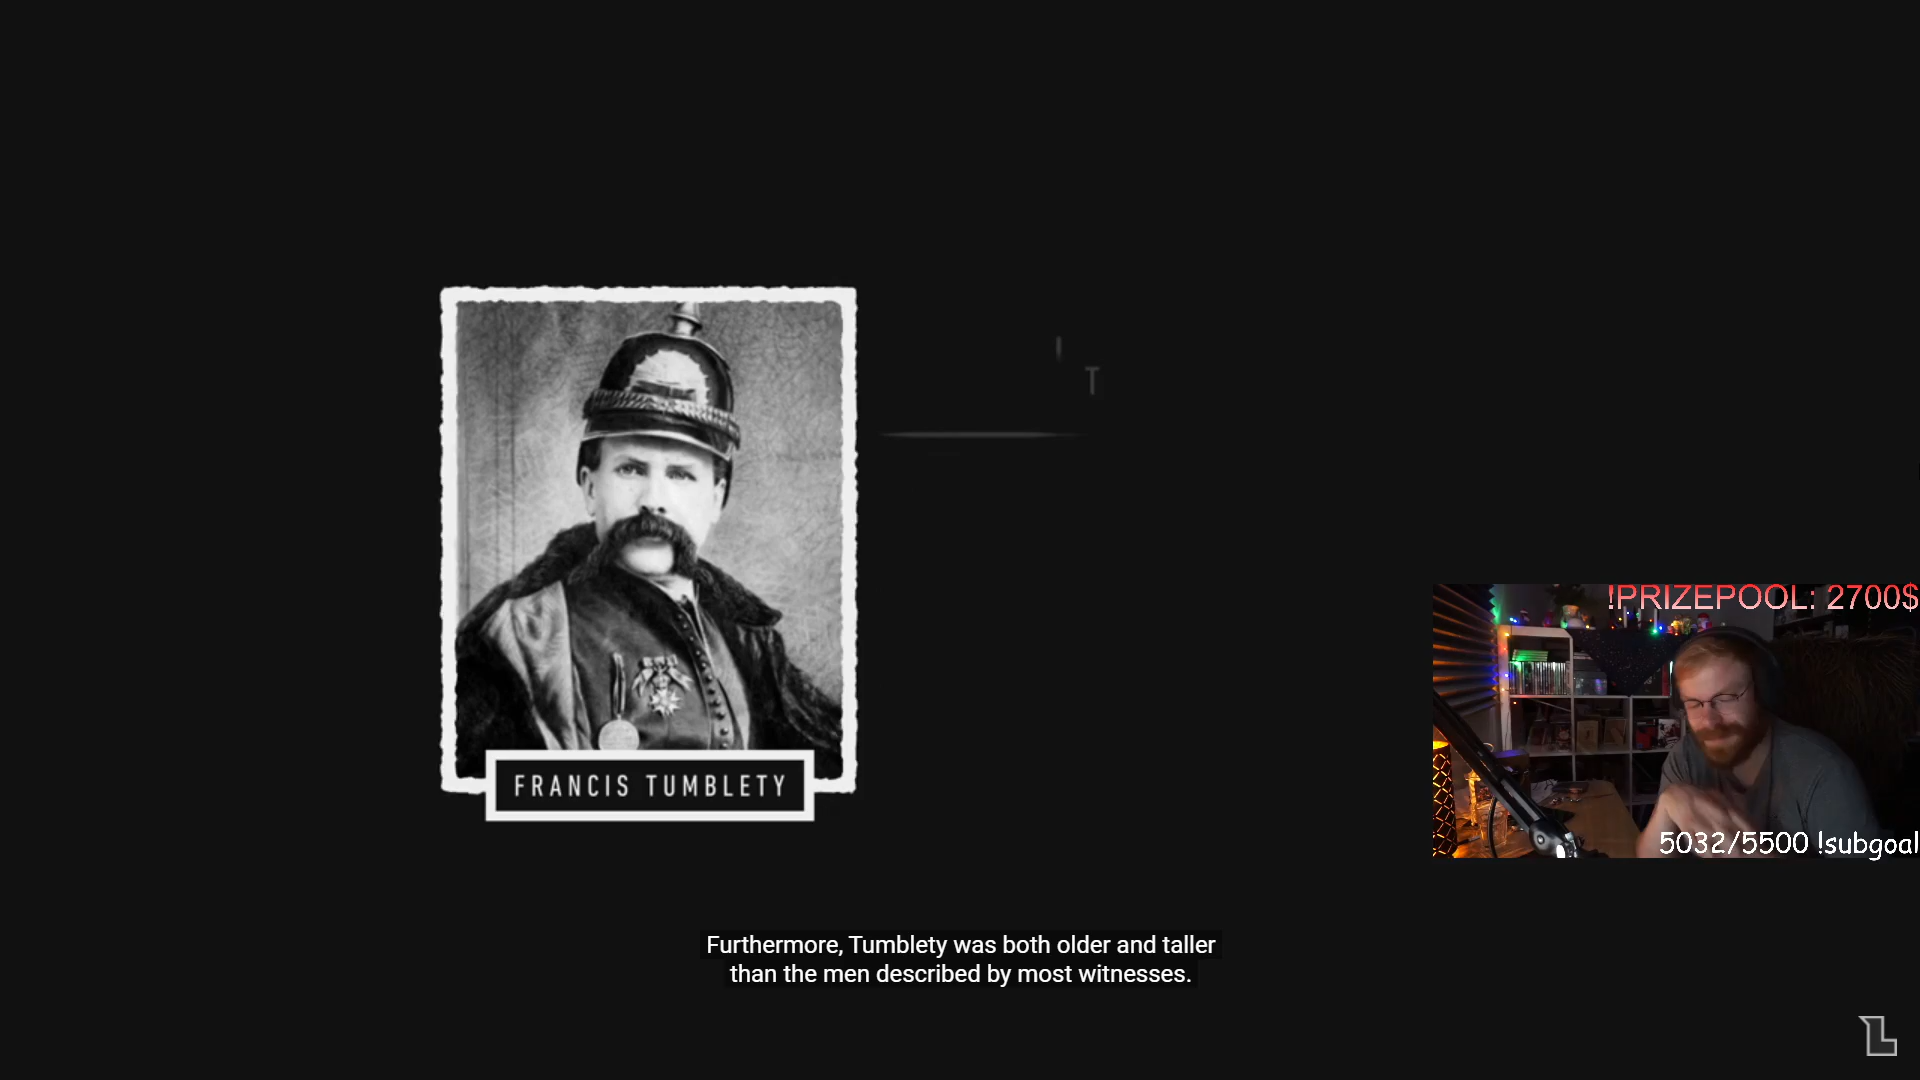 T
!PRIZEPOOL: 2700$
FRANCIS TUMBLETY
5032/5500 !subgoal
Furthermore, Tumblety was both older and taller
than the men described by most witnesses.